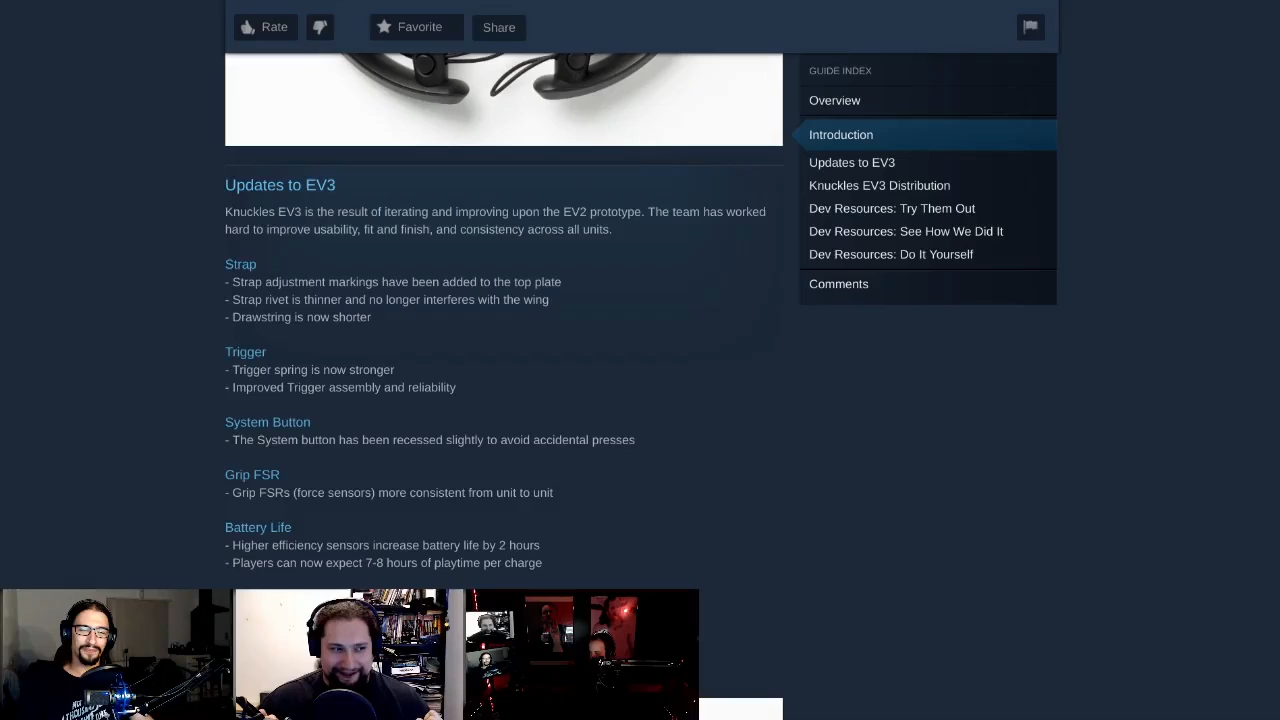 Rate
Favorite
Share
GUIDE INDEX
Overview
Introduction
Updates to EV3
Knuckles EV3 Distribution
Dev Resources: Try Them Out
Dev Resources: See How We Did It
Dev Resources: Do It Yourself
Comments
Updates to EV3
Knuckles EV3 is the result of iterating and improving upon the EV2 prototype. The team has worked
hard to improve usability, fit and finish, and consistency across all units.
Strap
- Strap adjustment markings have been added to the top plate
- Strap rivet is thinner and no longer interferes with the wing
- Drawstring is now shorter
Trigger
- Trigger spring is now stronger
- Improved Trigger assembly and reliability
System Button
- The System button has been recessed slightly to avoid accidental presses
Grip FSR
- Grip FSRs (force sensors) more consistent from unit to unit
Battery Life
- Higher efficiency sensors increase battery life by 2 hours
- Players can now expect 7-8 hours of playtime per charge